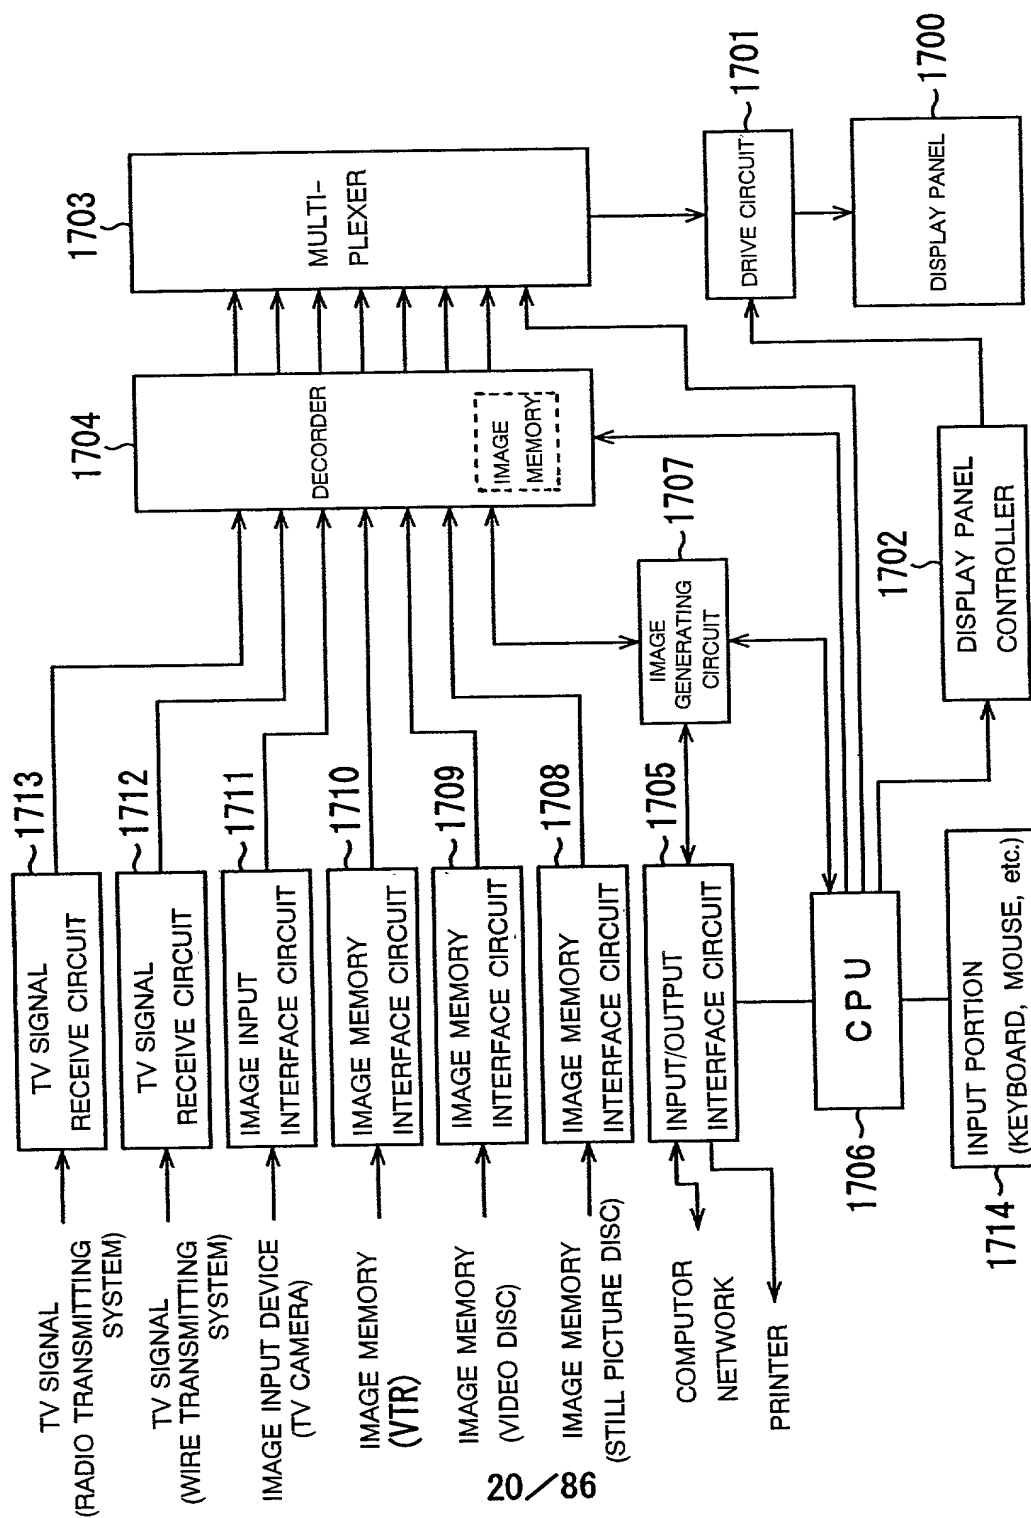 TV SIGNAL
(RADIO TRANSMITTING
SYSTEM)
TV SIGNAL
(WIRE TRANSMITTING
SYSTEM)
IMAGE INPUT DEVICE
(TV CAMERA)
IMAGE MEMORY
(VTR)
IMAGE MEMORY
(VIDEO DISC)
IMAGE MEMORY
(STILL PICTURE DISC)
COMPUTOR
NETWORK
PRINTER
TV SIGNAL
RECEIVE CIRCUIT
1713
TV SIGNAL
RECEIVE CIRCUIT
1712
IMAGE INPUT
INTERFACE CIRCUIT
1711
IMAGE MEMORY
INTERFACE CIRCUIT
1710
IMAGE MEMORY
INTERFACE CIRCUIT
1709
IMAGE MEMORY
INTERFACE CIRCUIT
1708
INPUT/OUTPUT
INTERFACE CIRCUIT
1705
CPU
1706
INPUT PORTION
(KEYBOARD, MOUSE, etc.)
1714
IMAGE
GENERATING
CIRCUIT
1707
1704
DECORDER
IMAGE
MEMORY
1702
DISPLAY PANEL
CONTROLLER
1703
MULTI-
PLEXER
DRIVE CIRCUIT
1701
DISPLAY PANEL
1700
20/86